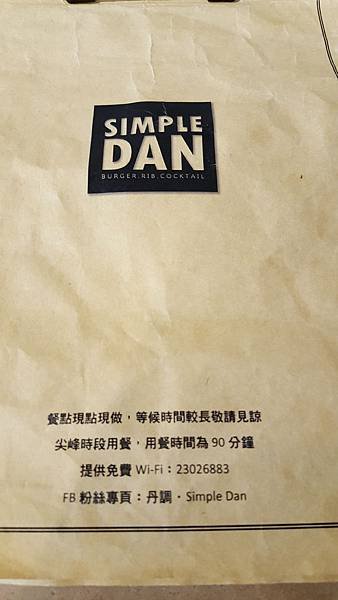 SIMPLE
DAN
BURGER.RIB.COCKTAIL
餐點現點現做，等候時間較長敬請見諒
尖峰時段用餐，用餐時間為 90 分鐘
提供免費 Wi-Fi：23026883
FB 粉絲專頁：丹調．Simple Dan